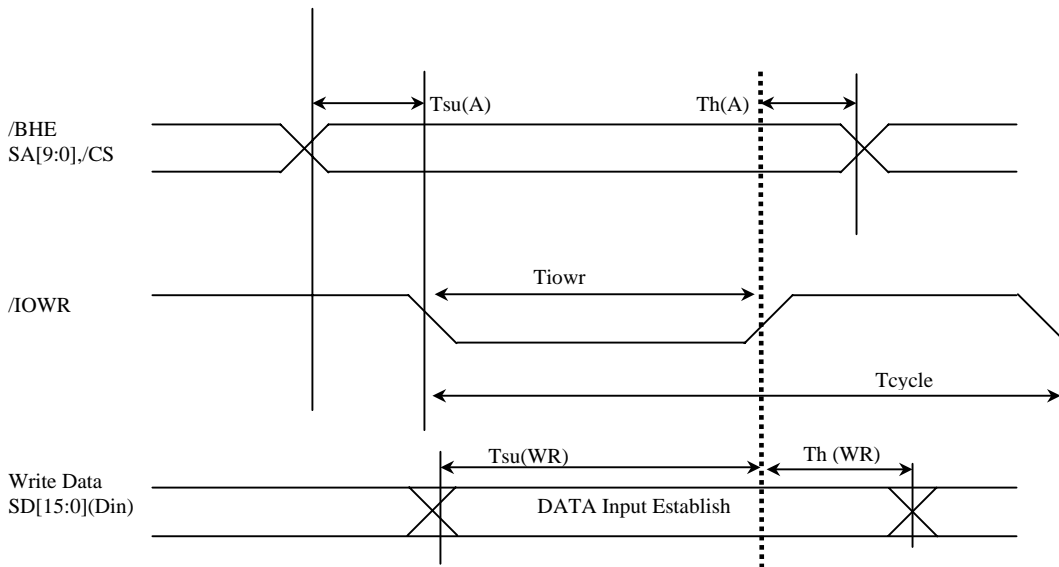 Tsu(A)
Th(A)
/BHE
SA[9:0],/CS
Tiowr
/IOWR
Tcycle
Tsu(WR)
Th (WR)
Write Data
SD[15:0](Din)
DATA Input Establish